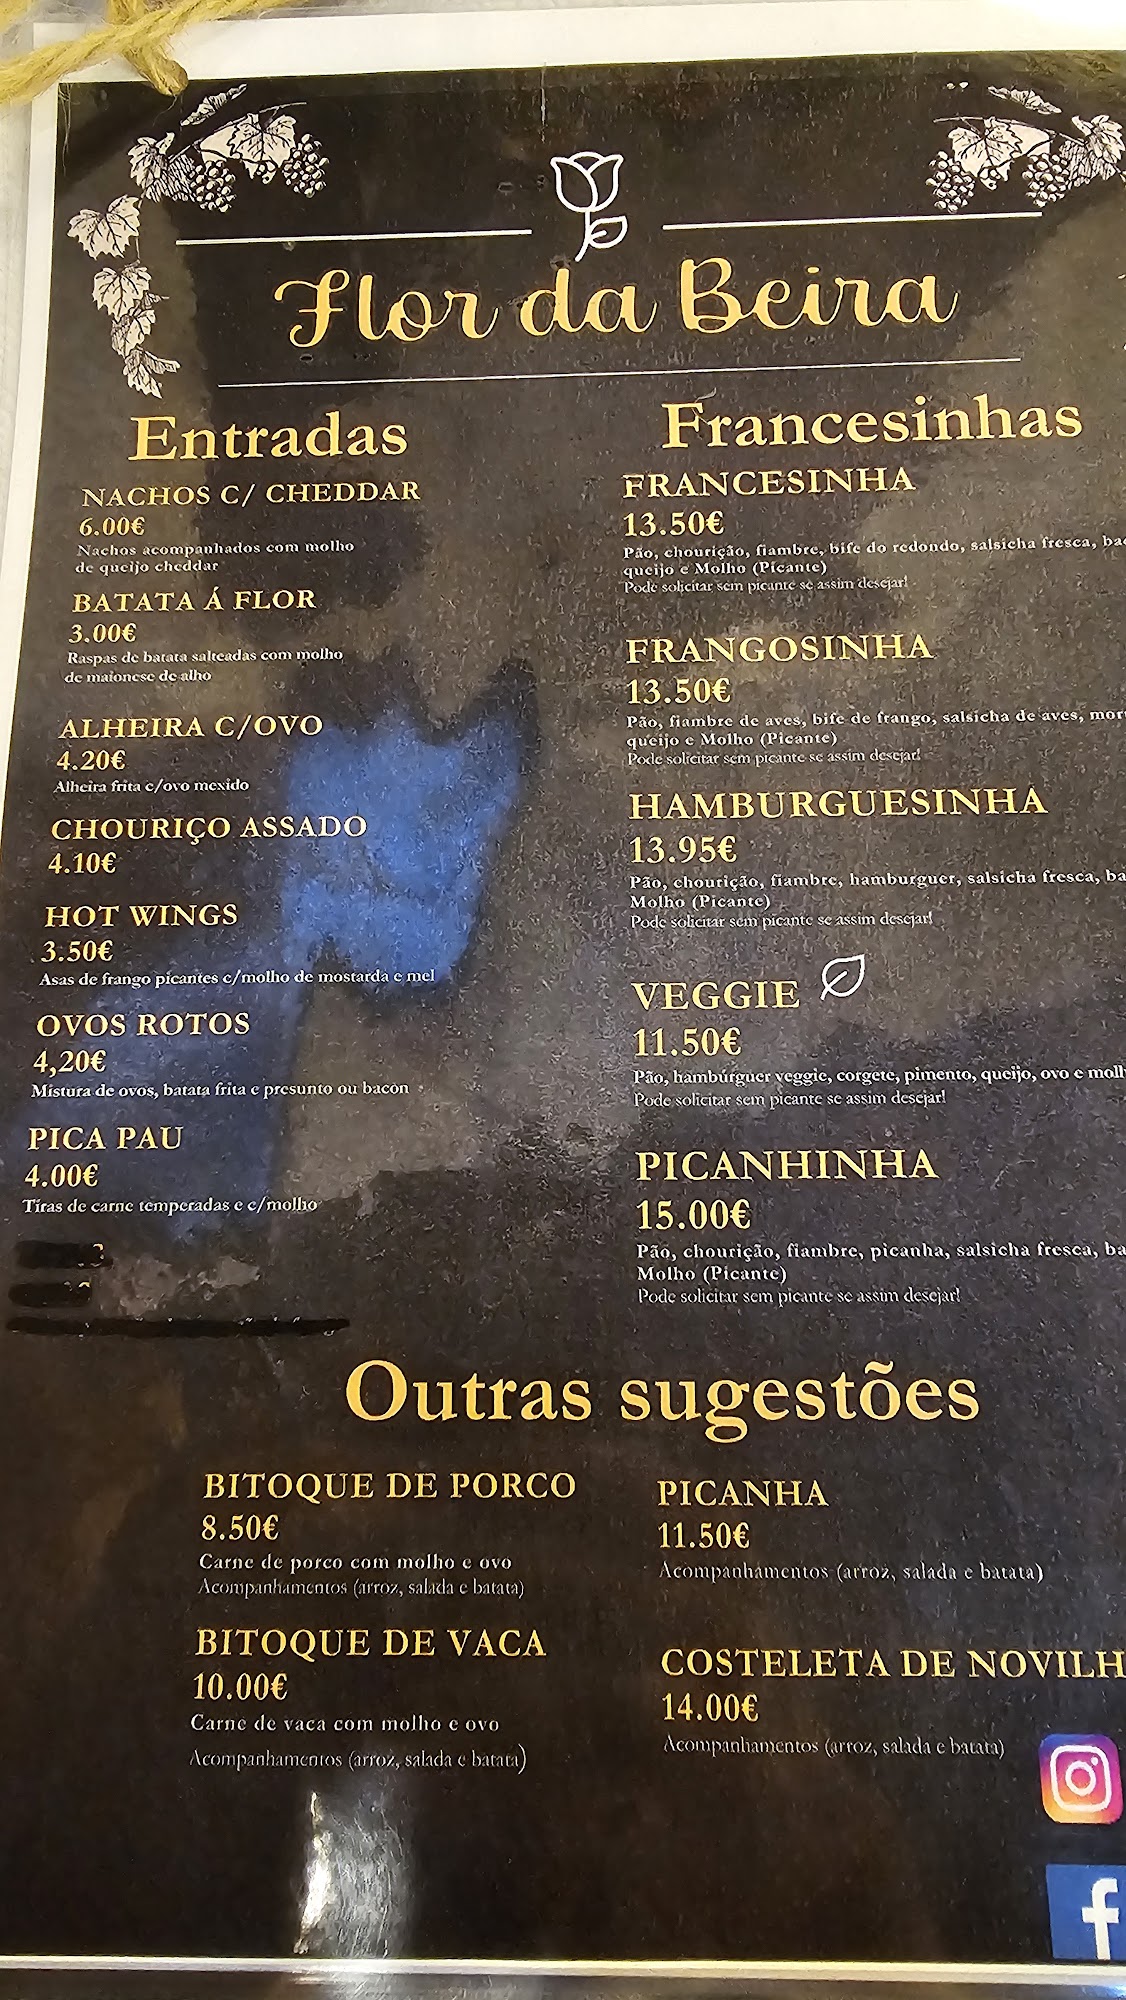 Flor da Beira
Entradas
NACHOS C/ CHEDDAR
6.00€
Nachos acompanhados com molho
de queijo cheddar
BATATA Á FLOR
3.00€
Raspas de batata salteadas com molho
de maionese de alho
ALHEIRA C/OVO
4.20€
Alheira frita c/ovo mexido
CHOURIÇO ASSADO
4.10€
HOT WINGS
3.50€
Asas de frango picantes c/molho de mostarda e mel
OVOS ROTOS
4,20€
Mistura de ovos, batata frita e presunto ou bacon
PICA PAU
4.00€
Tiras de carne temperadas e c/molho
Francesinhas
FRANCESINHA
13.50€
Pão, chourição, fiambre, bife do redondo, salsicha fresca,
queijo e Molho (Picante)
Pode solicitar sem picante se assim desejar!
FRANGOSINHA
13.50€
Pão, fiambre de aves, bife de frango, salsicha de aves,
queijo e Molho (Picante)
Pode solicitar sem picante se assim desejar!
HAMBURGUESINHA
13.95€
Pão, chourição, fiambre, hamburguer, salsicha fresca,
Molho (Picante)
Pode solicitar sem picante se assim desejar!
VEGGIE
11.50€
Pão, hambúrguer veggie, corgete, pimento, queijo, ovo e
Pode solicitar sem picante se assim desejar!
PICANHINHA
15.00€
Pão, chourição, fiambre, picanha, salsicha fresca,
Molho (Picante)
Pode solicitar sem picante se assim desejar!
Outras sugestões
BITOQUE DE PORCO
8.50€
Carne de porco com molho e ovo
Acompanhamentos (arroz, salada e batata)
BITOQUE DE VACA
10.00€
Carne de vaca com molho e ovo
Acompanhamentos (arroz, salada e batata)
PICANHA
11.50€
Acompanhamentos (arroz, salada e batata)
COSTELETA DE NOVILH
14.00€
Acompanhamentos (arroz, salada e batata)